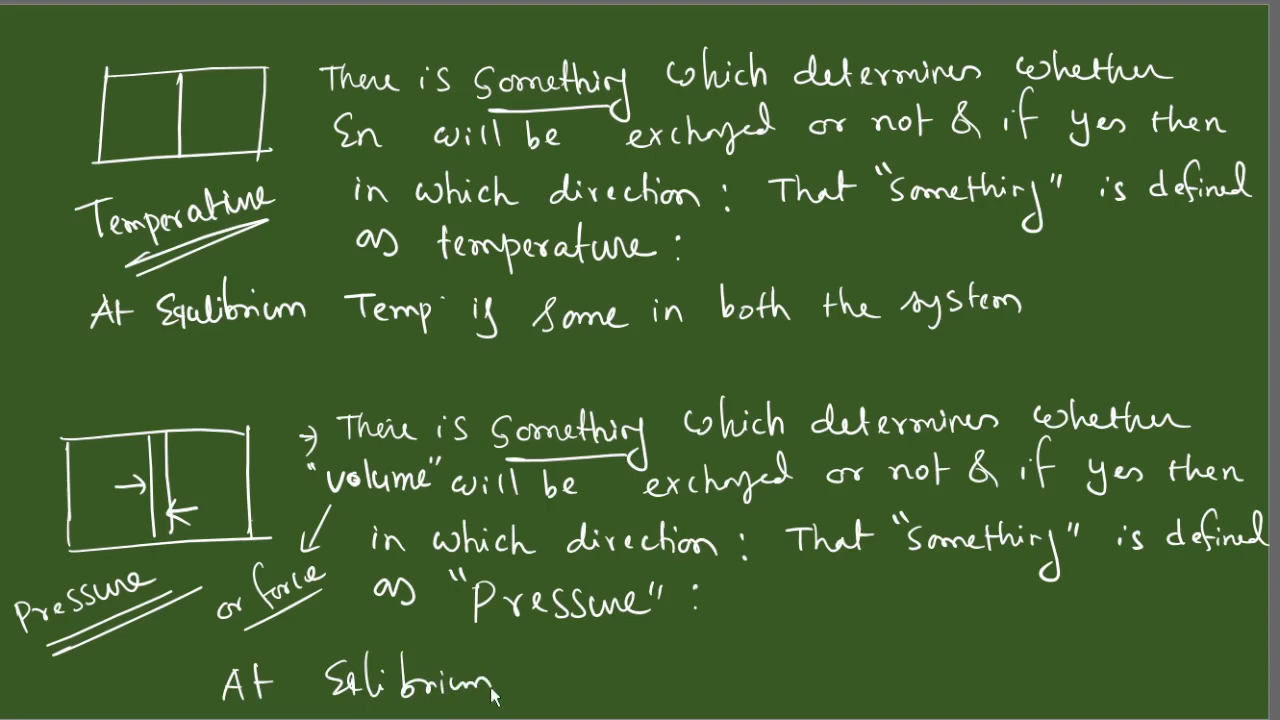 There is something which determines whether
En will be exchanged or not & if yes then
in which direction : That "something" is defined
as temperature :
Temperature
At Eqilibrium Temp is same in both the system
→ There is something which determines whether
"volume" will be exchanged or not & if yes then
in which direction : That "something" is defined
as "Pressure" :
or force
Pressure
At Eqlibrium